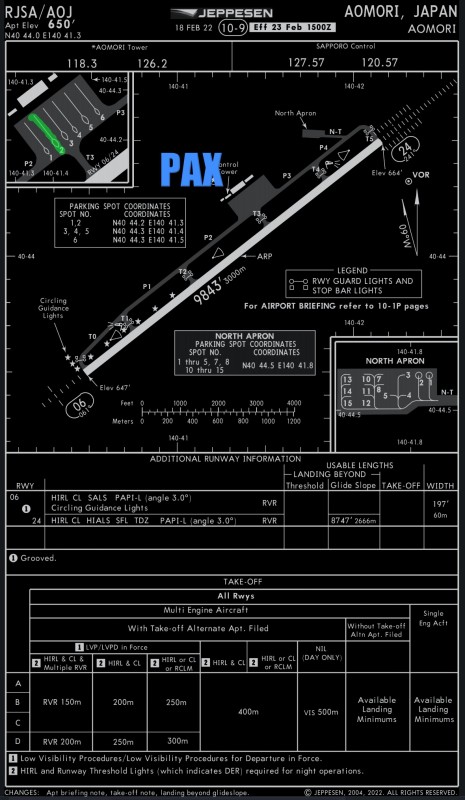 RJSA/AOJ
JEPPESEN
AOMORI, JAPAN
Apt Elev 650'
18 FEB 22 10-9 Eff 23 Feb 1500Z
AOMORI
N40 44.0 E140 41.3
*AOMORI Tower
SAPPORO Control
118.3 126.2 127.57 120.57
140-41.3
140-41.5
40-44.3
140-41
140-42
6
5
4
3
2
1
P3
40-44.2
P2
T3
RWY 06/24
140-41.4
North Apron
N-T
T5
P4
24
241°
Elev 664'
PAX
Control
Tower
P3
T4
VOR
PARKING SPOT COORDINATES
SPOT NO. COORDINATES
1,2 N40 44.2 E140 41.3
3, 4, 5 N40 44.3 E140 41.4
6 N40 44.3 E140 41.5
T3
P2
40-44
ARP
40-44
T2
9843' 3000m
P1
LEGEND
RWY GUARD LIGHTS AND
STOP BAR LIGHTS
For AIRPORT BRIEFING refer to 10-1P pages
Circling
Guidance
Lights
T1
T0
140-42
NORTH APRON
PARKING SPOT COORDINATES
SPOT NO. COORDINATES
1 thru 5, 7, 8
10 thru 15
N40 44.5 E140 41.8
140-41.8
NORTH APRON
13 10 7 3 2 1
14 11 8 5 4
15 12
N-T
40-44.5
40-44.5
140-41.8
Elev 647'
06
061°
Feet 0 1000 2000 3000 4000
Meters 0 200 400 600 800 1000 1200
140-41
ADDITIONAL RUNWAY INFORMATION
USABLE LENGTHS
LANDING BEYOND
RWY Threshold Glide Slope TAKE-OFF WIDTH
06 HIRL CL SALS PAPI-L (angle 3.0°) RVR 197'
1 Circling Guidance Lights 60m
24 HIRL CL HIALS SFL TDZ PAPI-L (angle 3.0°) RVR 8747' 2666m
1 Grooved.
TAKE-OFF
All Rwys
Multi Engine Aircraft
Single
Eng Acft
With Take-off Alternate Apt. Filed
Without Take-off
Altn Apt. Filed
1 LVP/LVPD in Force
NIL
(DAY ONLY)
2 HIRL & CL &
Multiple RVR
2 HIRL & CL
2 HIRL or CL
or RCLM
2 HIRL & CL
2 HIRL or CL
or RCLM
A
B
C
D
RVR 150m 200m 250m
400m
VIS 500m
Available
Landing
Minimums
Available
Landing
Minimums
RVR 200m 250m 300m
1 Low Visibility Procedures/Low Visibility Procedures for Departure in Force.
2 HIRL and Runway Threshold Lights (which indicates DER) required for night operations.
CHANGES: Apt briefing note, take-off note, landing beyond glideslope.
© JEPPESEN, 2004, 2022. ALL RIGHTS RESERVED.